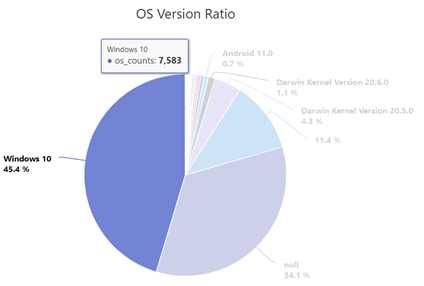 OS Version Ratio
Windows 10
os_counts: 7,583
Android 11.0
0.7 %
Darwin Kernel Version 20.6.0
1.1 %
Darwin Kernel Version 20.5.0
4.3 %
11.4 %
Windows 10
45.4 %
null
34.1 %